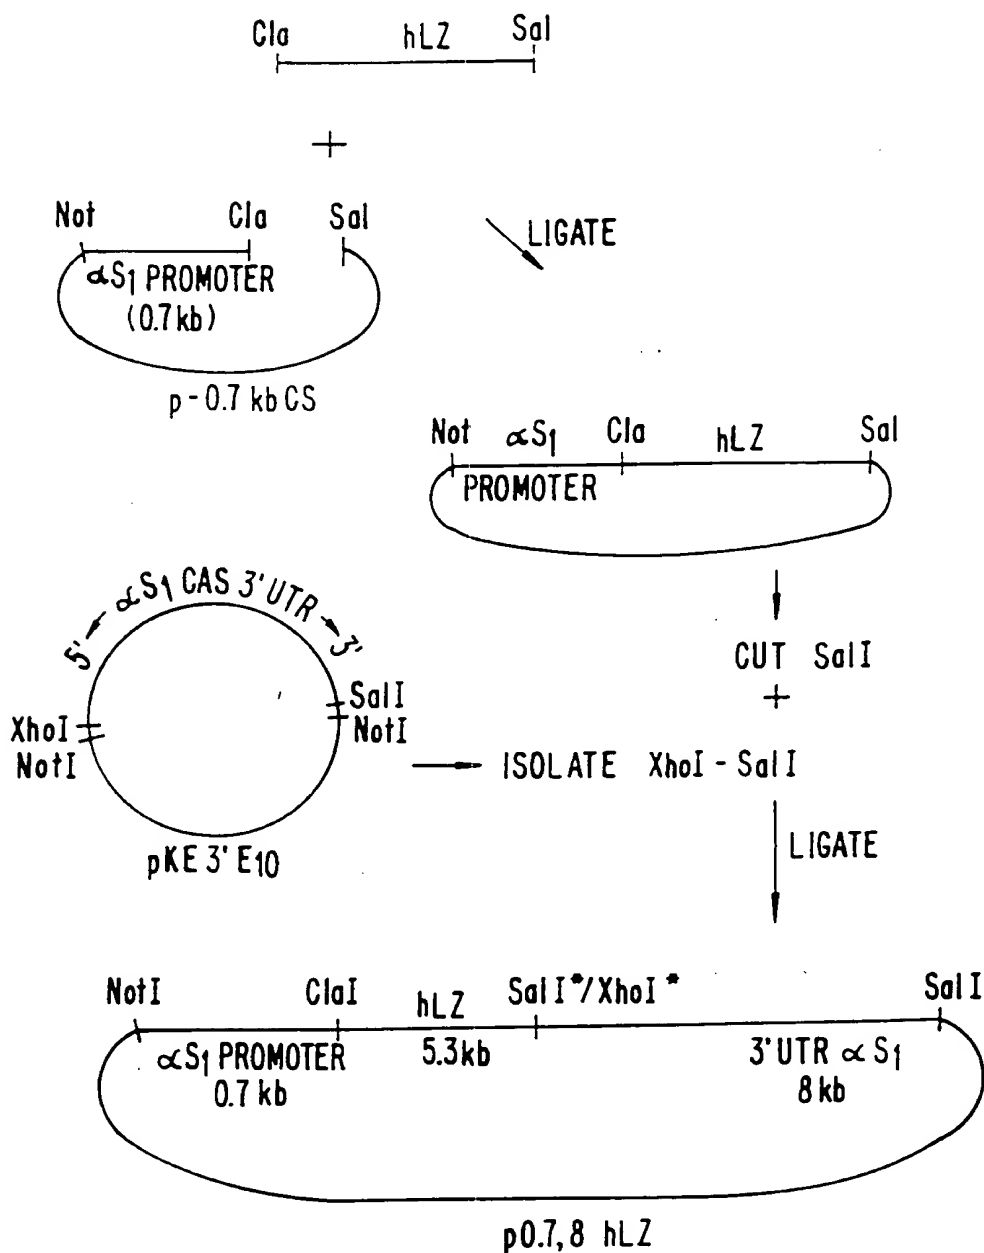 Cla hLZ Sal
+
Not Cla Sal
LIGATE
αS1 PROMOTER
(0.7kb)
p-0.7 kb CS
Not αS1 Cla hLZ Sal
PROMOTER
5' αS1 CAS 3'UTR 3'
CUT SalI
+
XhoI
NotI
SalI
NotI
ISOLATE XhoI-SalI
pKE 3' E10
LIGATE
NotI ClaI hLZ SalI*/XhoI* SalI
αS1 PROMOTER 5.3kb 3'UTR αS1
0.7 kb 8 kb
p0.7,8 hLZ